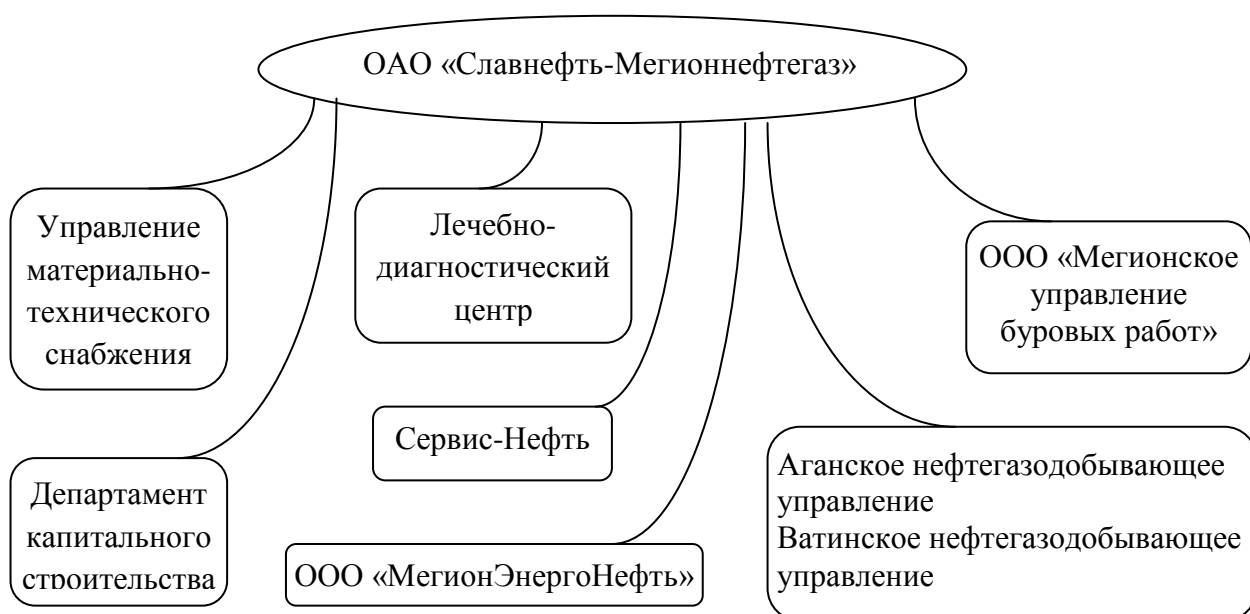 ОАО «Славнефть-Мегионнефтегаз»
Управление
материально-
технического
снабжения
Лечебно-
диагностический
центр
ООО «Мегионское
управление
буровых работ»
Сервис-Нефть
Департамент
капитального
строительства
ООО «МегионЭнергоНефть»
Аганское нефтегазодобывающее
управление
Ватинское нефтегазодобывающее
управление